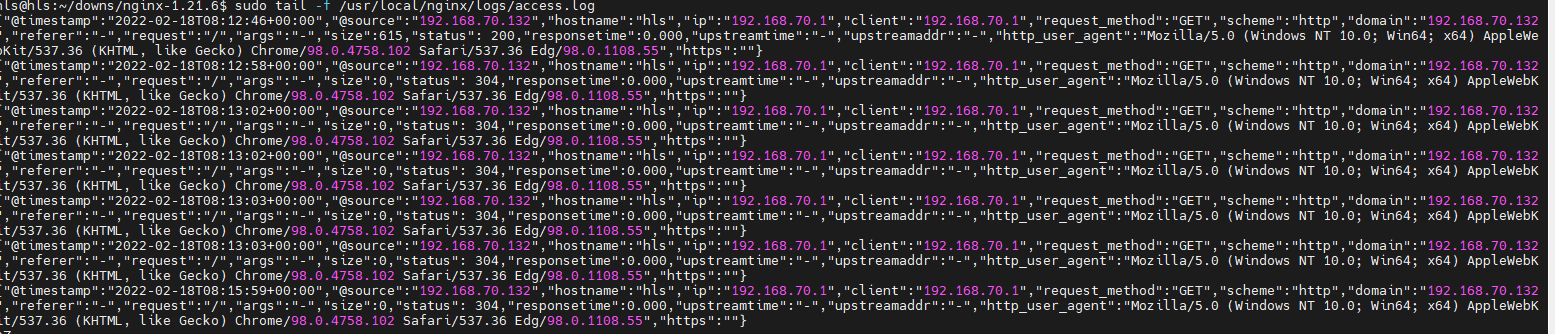 hls@hls:~/downs/nginx-1.21.6$ sudo tail -f /usr/local/nginx/logs/access.log
{"@timestamp":"2022-02-18T08:12:46+00:00","@source":"192.168.70.132","hostname":"hls","ip":"192.168.70.1","client":"192.168.70.1","request_method":"GET","scheme":"http","domain":"192.168.70.132
","referer":"-","request":"/","args":"-","size":615,"status": 200,"responsetime":0.000,"upstreamtime":"-","upstreamaddr":"-","http_user_agent":"Mozilla/5.0 (Windows NT 10.0; Win64; x64) AppleWe
bKit/537.36 (KHTML, like Gecko) Chrome/98.0.4758.102 Safari/537.36 Edg/98.0.1108.55","https":""}
{"@timestamp":"2022-02-18T08:12:58+00:00","@source":"192.168.70.132","hostname":"hls","ip":"192.168.70.1","client":"192.168.70.1","request_method":"GET","scheme":"http","domain":"192.168.70.132
","referer":"-","request":"/","args":"-","size":0,"status": 304,"responsetime":0.000,"upstreamtime":"-","upstreamaddr":"-","http_user_agent":"Mozilla/5.0 (Windows NT 10.0; Win64; x64) AppleWebK
it/537.36 (KHTML, like Gecko) Chrome/98.0.4758.102 Safari/537.36 Edg/98.0.1108.55","https":""}
{"@timestamp":"2022-02-18T08:13:02+00:00","@source":"192.168.70.132","hostname":"hls","ip":"192.168.70.1","client":"192.168.70.1","request_method":"GET","scheme":"http","domain":"192.168.70.132
","referer":"-","request":"/","args":"-","size":0,"status": 304,"responsetime":0.000,"upstreamtime":"-","upstreamaddr":"-","http_user_agent":"Mozilla/5.0 (Windows NT 10.0; Win64; x64) AppleWebK
it/537.36 (KHTML, like Gecko) Chrome/98.0.4758.102 Safari/537.36 Edg/98.0.1108.55","https":""}
{"@timestamp":"2022-02-18T08:13:02+00:00","@source":"192.168.70.132","hostname":"hls","ip":"192.168.70.1","client":"192.168.70.1","request_method":"GET","scheme":"http","domain":"192.168.70.132
","referer":"-","request":"/","args":"-","size":0,"status": 304,"responsetime":0.000,"upstreamtime":"-","upstreamaddr":"-","http_user_agent":"Mozilla/5.0 (Windows NT 10.0; Win64; x64) AppleWebK
it/537.36 (KHTML, like Gecko) Chrome/98.0.4758.102 Safari/537.36 Edg/98.0.1108.55","https":""}
{"@timestamp":"2022-02-18T08:13:03+00:00","@source":"192.168.70.132","hostname":"hls","ip":"192.168.70.1","client":"192.168.70.1","request_method":"GET","scheme":"http","domain":"192.168.70.132
","referer":"-","request":"/","args":"-","size":0,"status": 304,"responsetime":0.000,"upstreamtime":"-","upstreamaddr":"-","http_user_agent":"Mozilla/5.0 (Windows NT 10.0; Win64; x64) AppleWebK
it/537.36 (KHTML, like Gecko) Chrome/98.0.4758.102 Safari/537.36 Edg/98.0.1108.55","https":""}
{"@timestamp":"2022-02-18T08:13:03+00:00","@source":"192.168.70.132","hostname":"hls","ip":"192.168.70.1","client":"192.168.70.1","request_method":"GET","scheme":"http","domain":"192.168.70.132
","referer":"-","request":"/","args":"-","size":0,"status": 304,"responsetime":0.000,"upstreamtime":"-","upstreamaddr":"-","http_user_agent":"Mozilla/5.0 (Windows NT 10.0; Win64; x64) AppleWebK
it/537.36 (KHTML, like Gecko) Chrome/98.0.4758.102 Safari/537.36 Edg/98.0.1108.55","https":""}
{"@timestamp":"2022-02-18T08:15:59+00:00","@source":"192.168.70.132","hostname":"hls","ip":"192.168.70.1","client":"192.168.70.1","request_method":"GET","scheme":"http","domain":"192.168.70.132
","referer":"-","request":"/","args":"-","size":0,"status": 304,"responsetime":0.000,"upstreamtime":"-","upstreamaddr":"-","http_user_agent":"Mozilla/5.0 (Windows NT 10.0; Win64; x64) AppleWebK
it/537.36 (KHTML, like Gecko) Chrome/98.0.4758.102 Safari/537.36 Edg/98.0.1108.55","https":""}